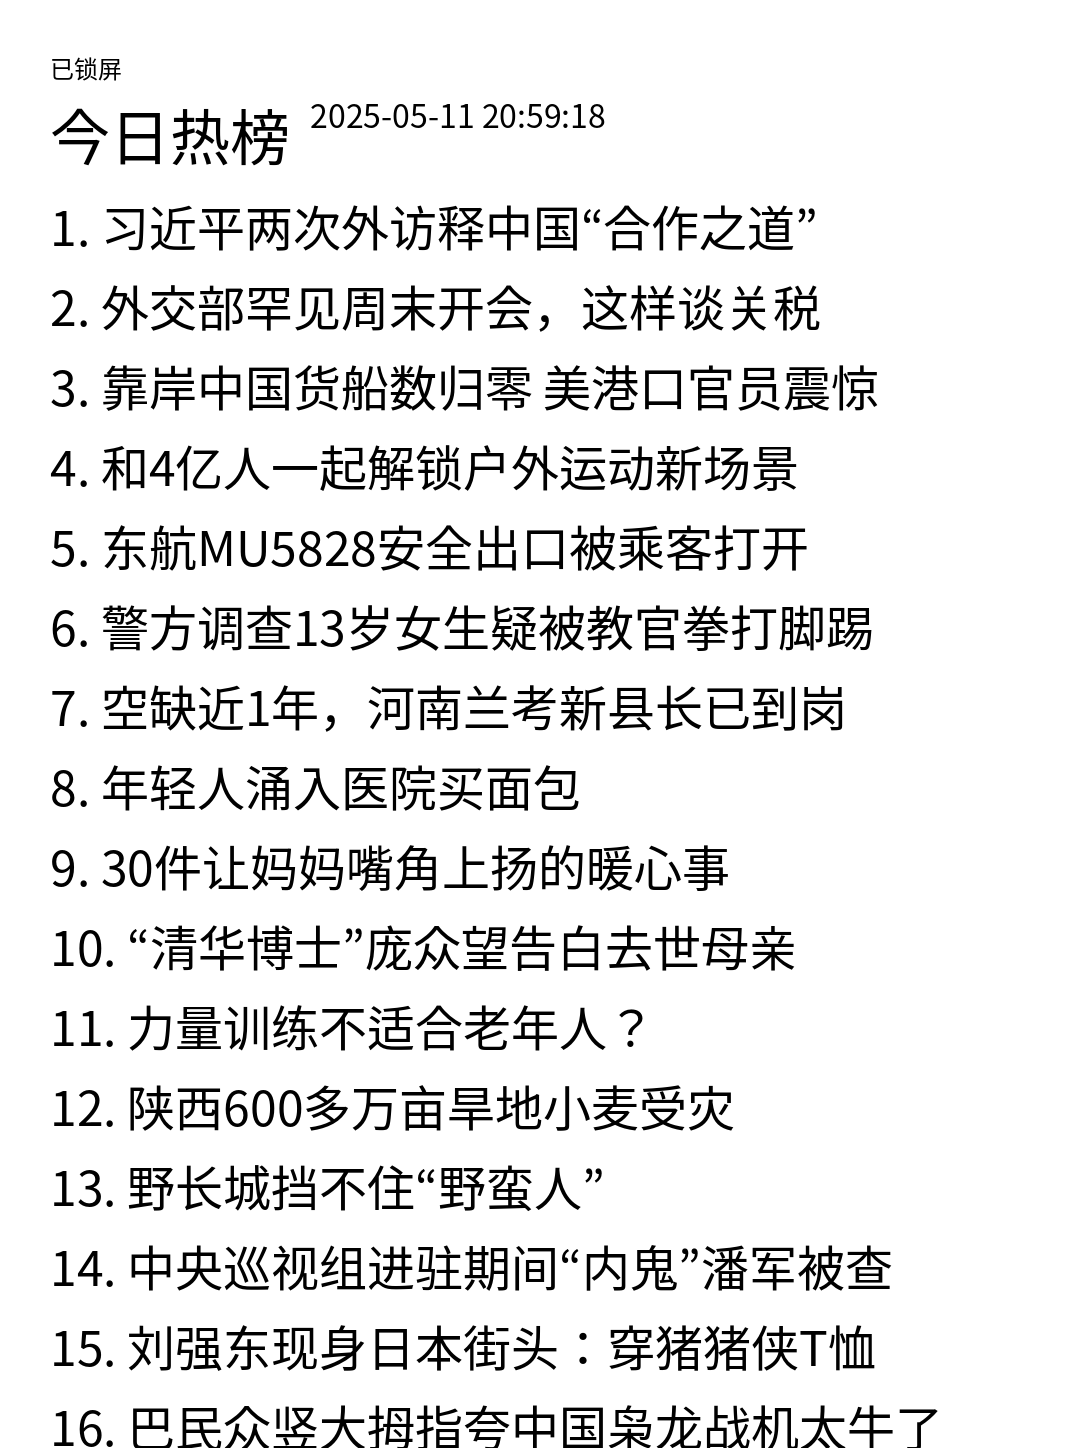 已锁屏
今日热榜 2025-05-11 20:59:18
1. 习近平两次外访释中国“合作之道”
2. 外交部罕见周末开会，这样谈关税
3. 靠岸中国货船数归零 美港口官员震惊
4. 和4亿人一起解锁户外运动新场景
5. 东航MU5828安全出口被乘客打开
6. 警方调查13岁女生疑被教官拳打脚踢
7. 空缺近1年，河南兰考新县长已到岗
8. 年轻人涌入医院买面包
9. 30件让妈妈嘴角上扬的暖心事
10. “清华博士”庞众望告白去世母亲
11. 力量训练不适合老年人？
12. 陕西600多万亩旱地小麦受灾
13. 野长城挡不住“野蛮人”
14. 中央巡视组进驻期间“内鬼”潘军被查
15. 刘强东现身日本街头：穿猪猪侠T恤
16. 巴民众竖大拇指夸中国枭龙战机太牛了